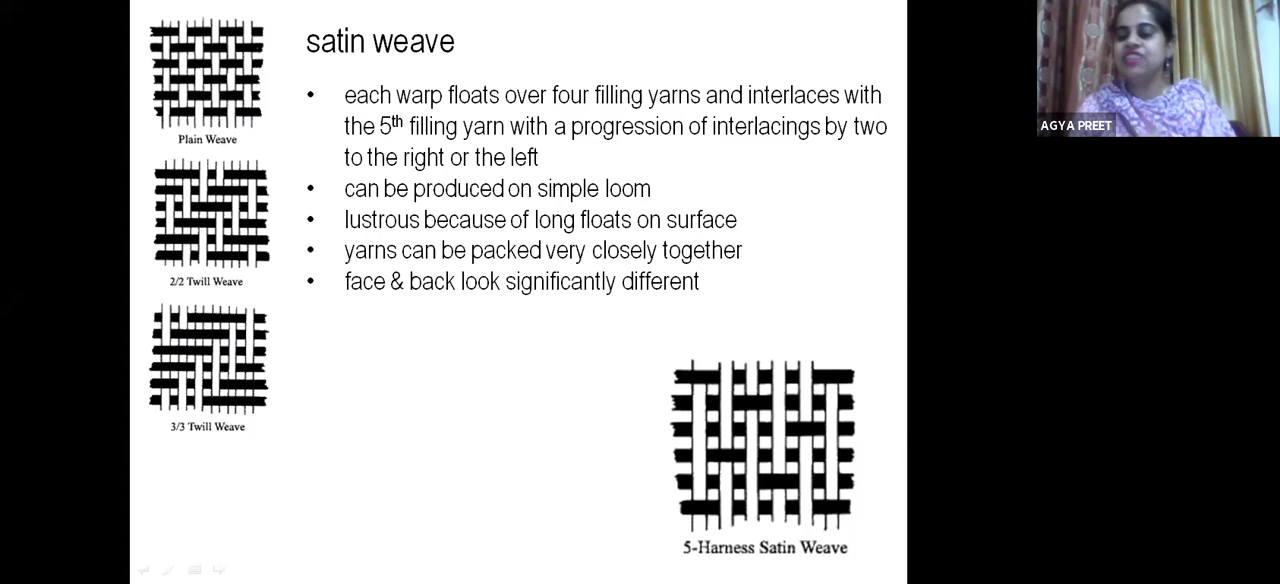 satin weave
• each warp floats over four filling yarns and interlaces with
the 5th filling yarn with a progression of interlacings by two
to the right or the left
• can be produced on simple loom
• lustrous because of long floats on surface
• yarns can be packed very closely together
• face & back look significantly different
Plain Weave
2/2 Twill Weave
3/3 Twill Weave
5-Harness Satin Weave
AGYA PREET